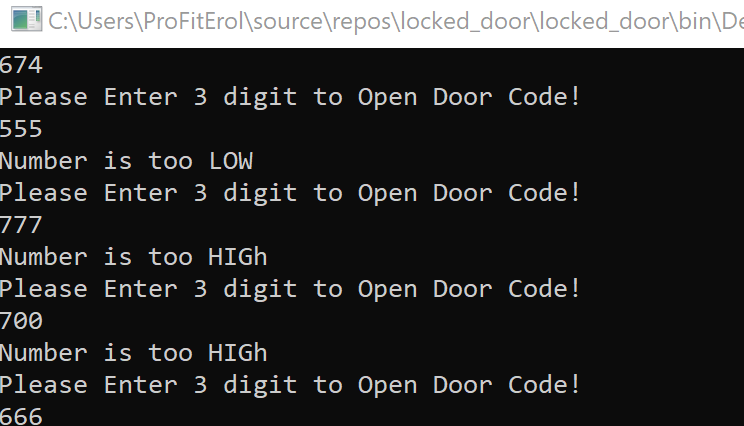 C:\Users\ProFitErol\source\repos\locked_door\locked_door\bin\De
674
Please Enter 3 digit to Open Door Code!
555
Number is too LOW
Please Enter 3 digit to Open Door Code!
777
Number is too HIGh
Please Enter 3 digit to Open Door Code!
700
Number is too HIGh
Please Enter 3 digit to Open Door Code!
666